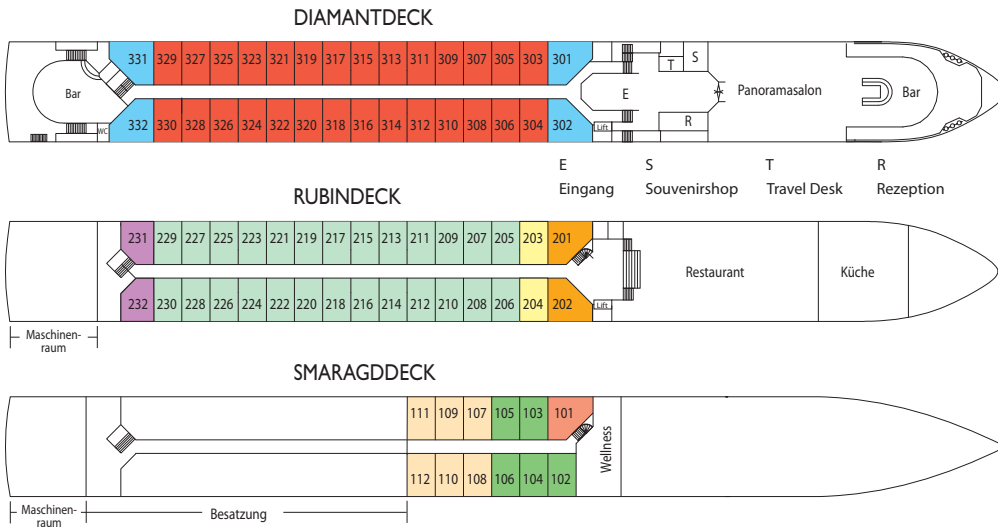 DIAMANTDECK
331 329 327 325 323 321 319 317 315 313 311 309 307 305 303 301
T S
Bar E Panoramasalon Bar
332 330 328 326 324 322 320 318 316 314 312 310 308 306 304 302
WC Lift R
E S T R
Eingang Souvenirshop Travel Desk Rezeption
RUBINDECK
231 229 227 225 223 221 219 217 215 213 211 209 207 205 203 201
Restaurant Küche
232 230 228 226 224 222 220 218 216 214 212 210 208 206 204 202
Lift
Maschinen-
raum
SMARAGDDECK
111 109 107 105 103 101
Wellness
112 110 108 106 104 102
Maschinen-
raum
Besatzung